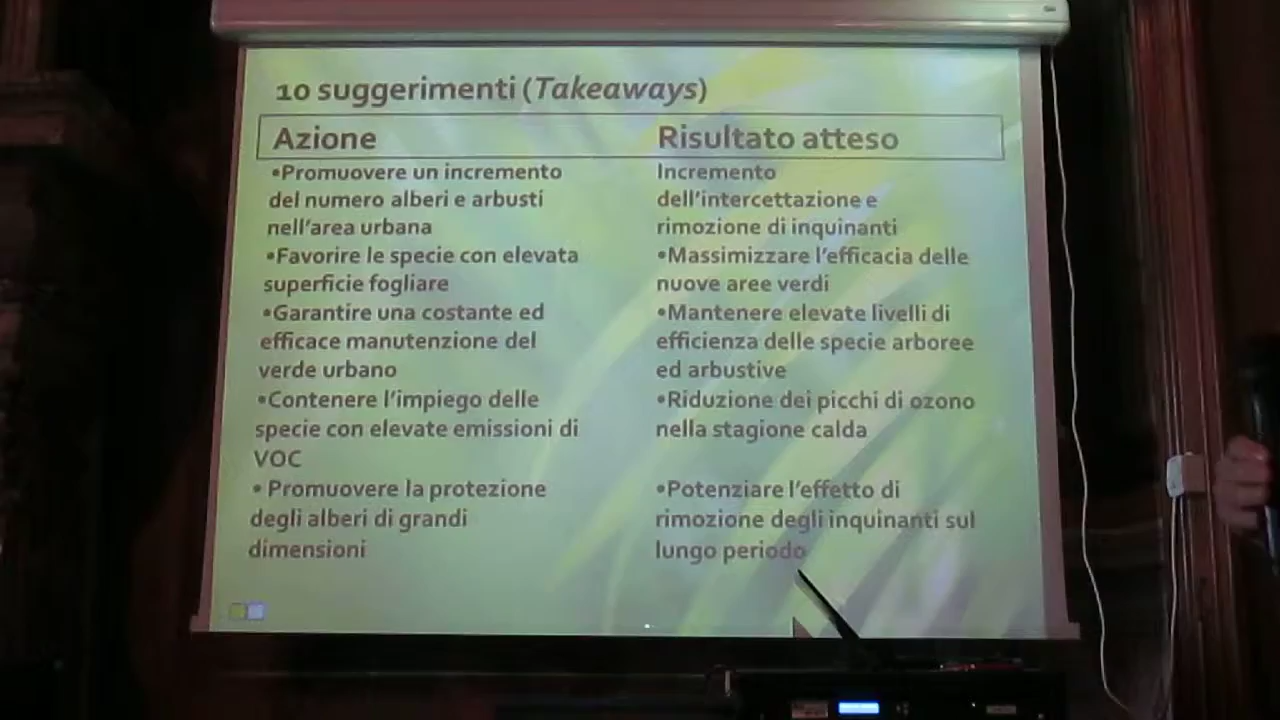 10 suggerimenti (Takeaways)
Azione
Risultato atteso
•Promuovere un incremento
del numero alberi e arbusti
nell'area urbana
Incremento
dell'intercettazione e
rimozione di inquinanti
•Favorire le specie con elevata
superficie fogliare
•Massimizzare l'efficacia delle
nuove aree verdi
•Garantire una costante ed
efficace manutenzione del
verde urbano
•Mantenere elevate livelli di
efficienza delle specie arboree
ed arbustive
•Contenere l'impiego delle
specie con elevate emissioni di
VOC
•Riduzione dei picchi di ozono
nella stagione calda
• Promuovere la protezione
degli alberi di grandi
dimensioni
•Potenziare l'effetto di
rimozione degli inquinanti sul
lungo periodo